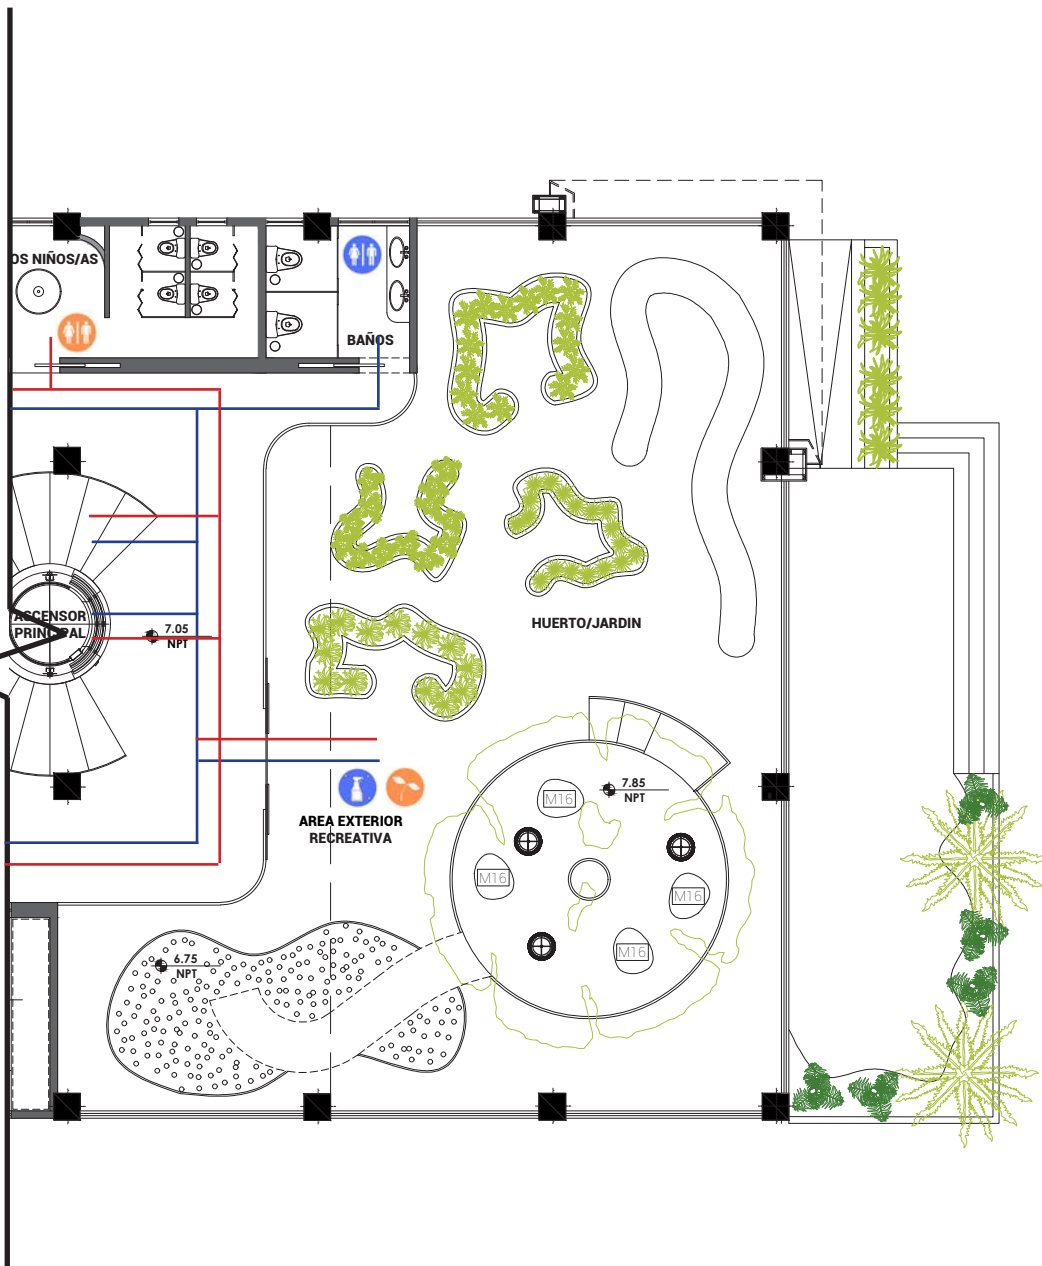 OS NIÑOS/AS
BAÑOS
ASCENSOR
PRINCIPAL
7.05
NPT
HUERTO/JARDIN
7.85
NPT
M16
AREA EXTERIOR
RECREATIVA
M16
M16
M16
6.75
NPT